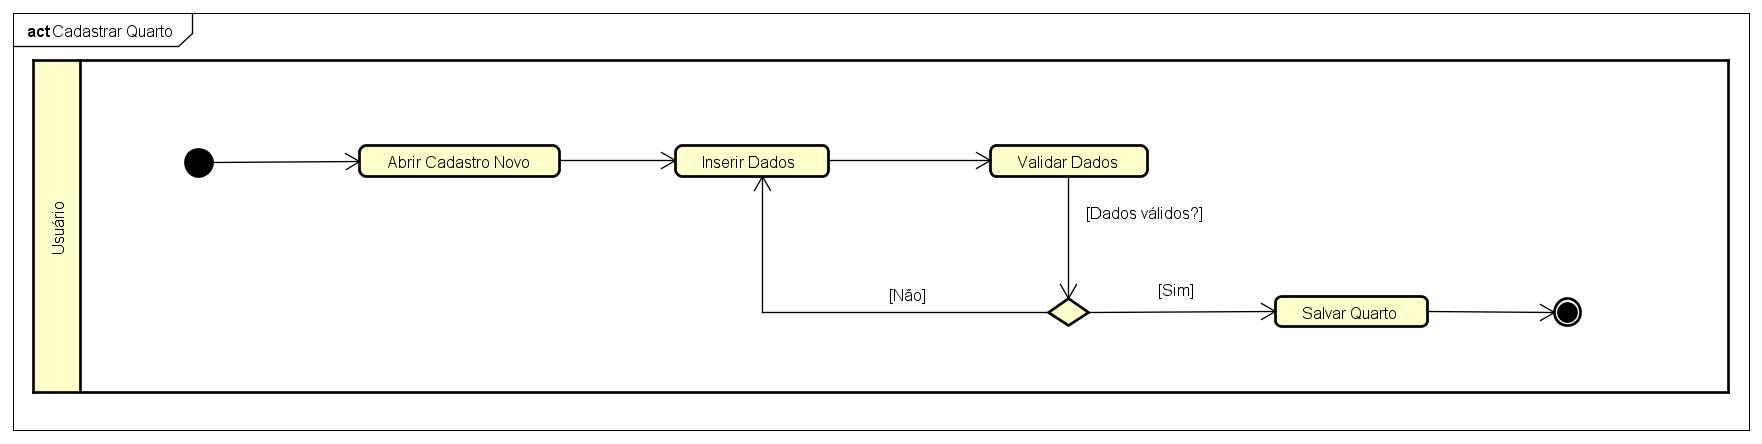 act Cadastrar Quarto
Usuário
Abrir Cadastro Novo
Inserir Dados
Validar Dados
[Dados válidos?]
[Não]
[Sim]
Salvar Quarto